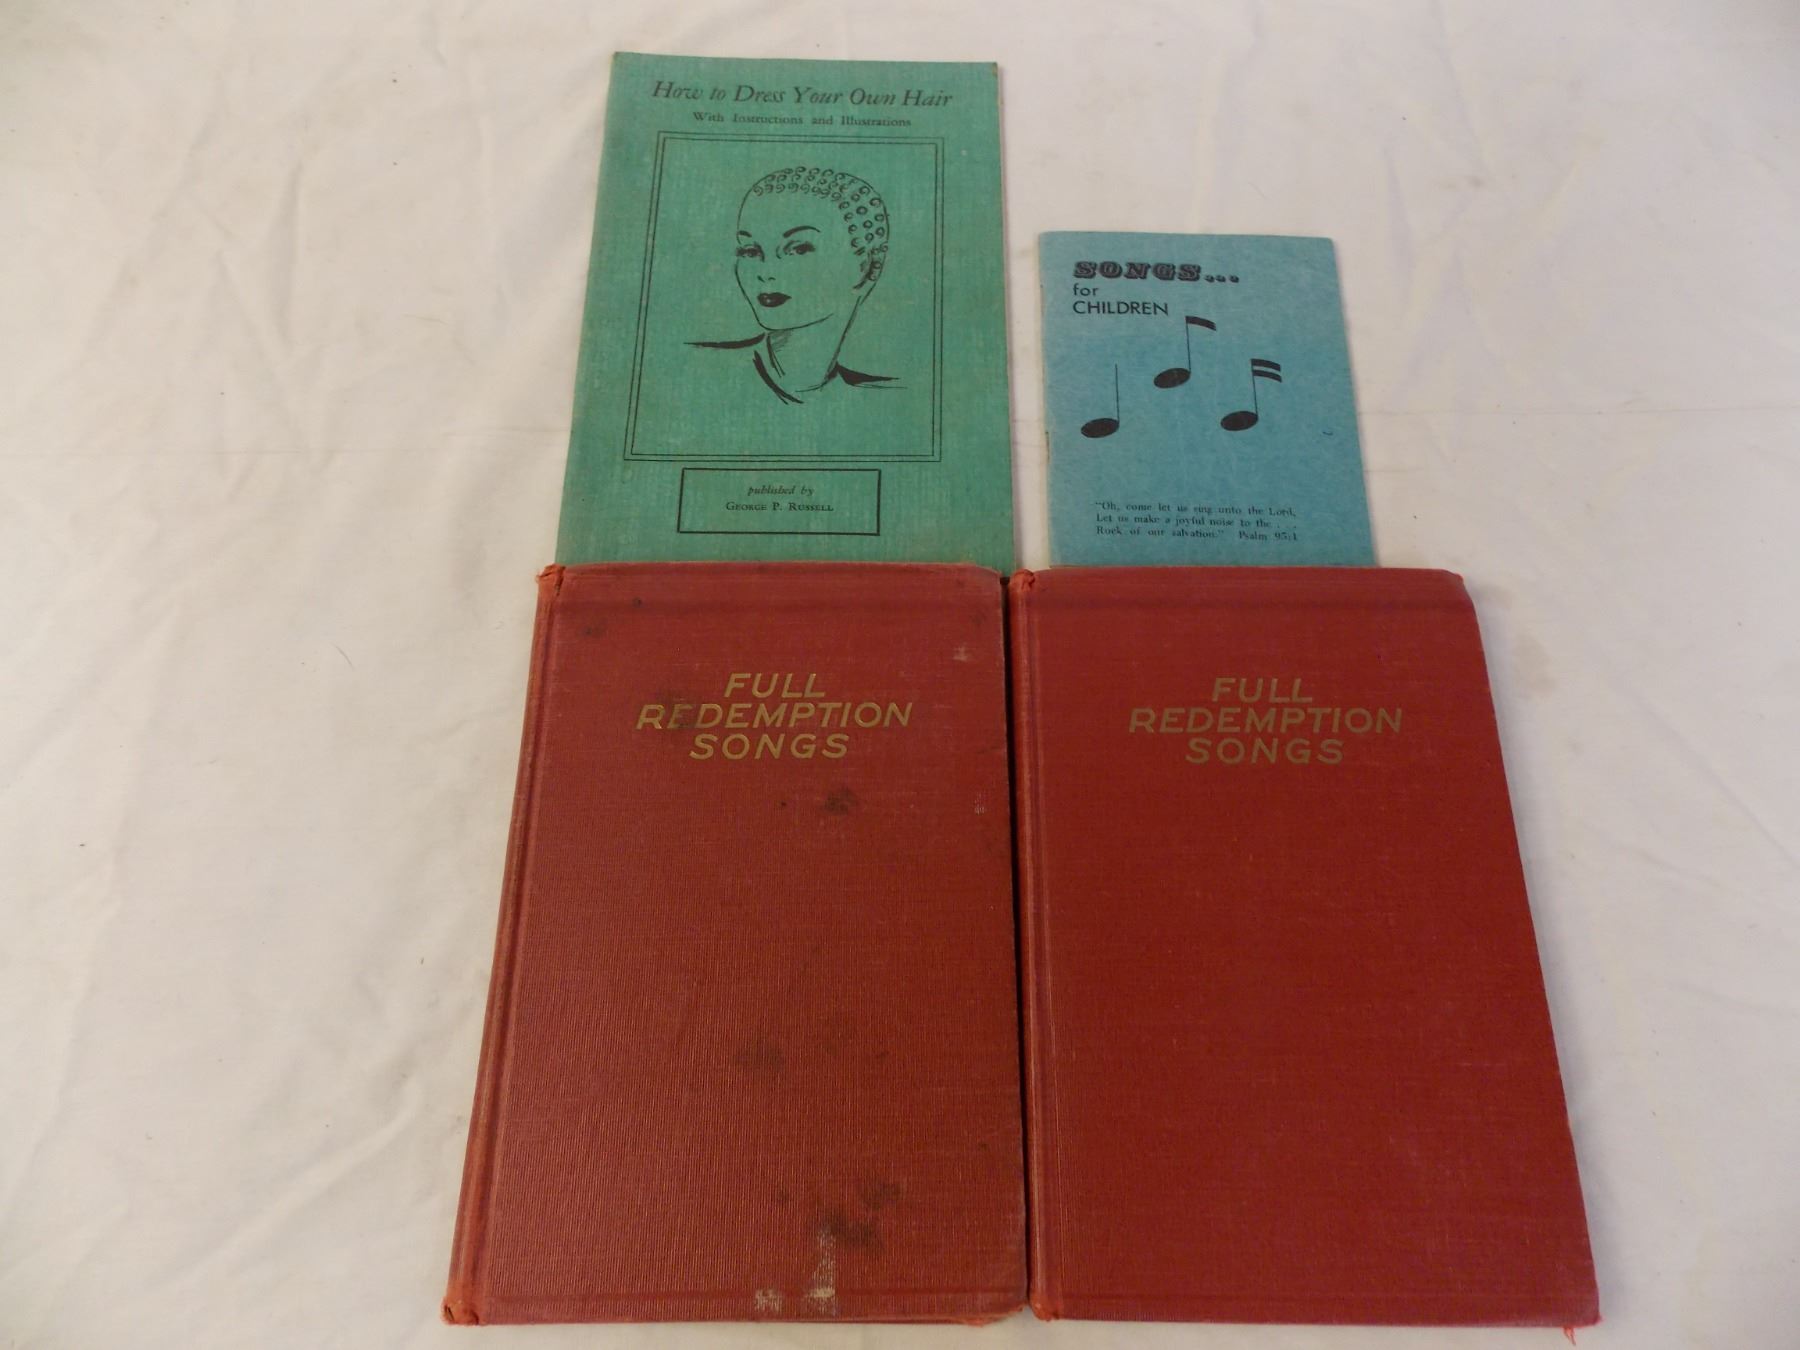 How to Dress Your Own Hair
With Instructions and Illustrations
published by
GEORGE P. RUSSELL
SONGS...
for
CHILDREN
"Oh, come let us sing unto the Lord,
Let us make a joyful noise to the . . .
Rock of our salvation." Psalm 95:1
FULL
REDEMPTION
SONGS
FULL
REDEMPTION
SONGS